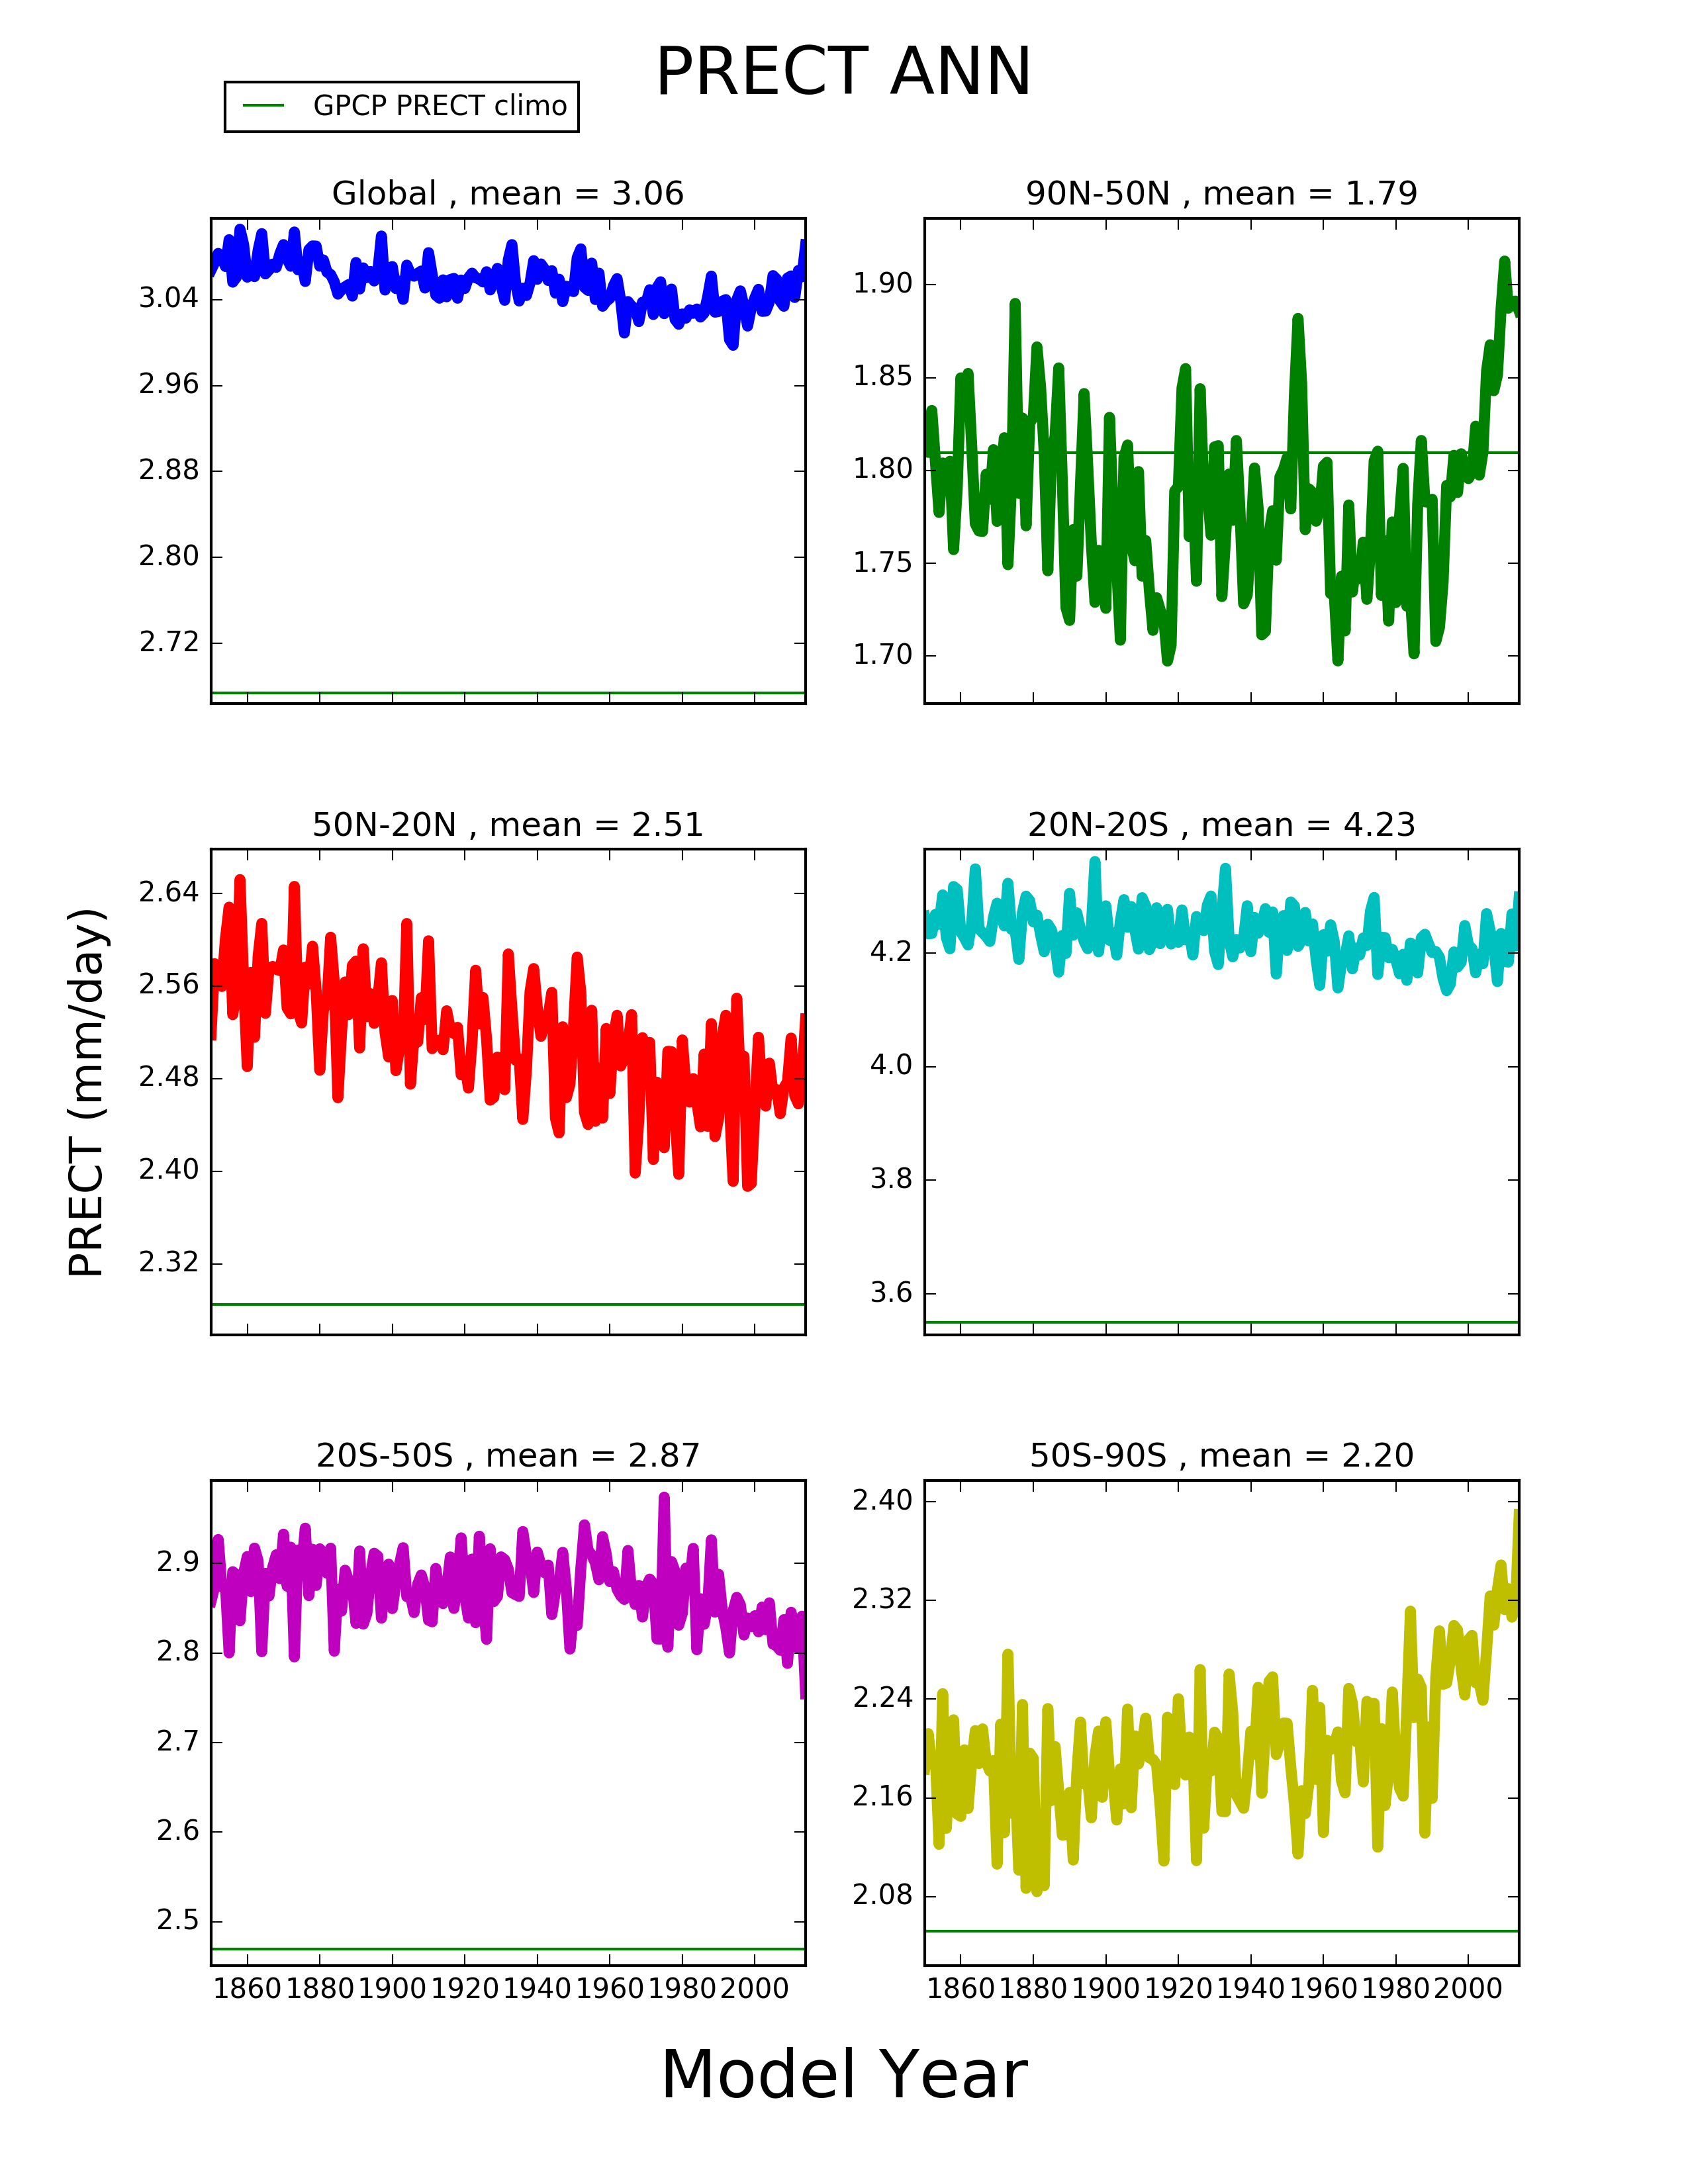 PRECT ANN
GPCP PRECT climo
Global , mean = 3.06
90N-50N , mean = 1.79
3.04
2.96
2.88
2.80
2.72
1.90
1.85
1.80
1.75
1.70
50N-20N , mean = 2.51
20N-20S , mean = 4.23
PRECT (mm/day)
2.64
2.56
2.48
2.40
2.32
4.2
4.0
3.8
3.6
20S-50S , mean = 2.87
50S-90S , mean = 2.20
2.9
2.8
2.7
2.6
2.5
1860 1880 1900 1920 1940 1960 1980 2000
2.40
2.32
2.24
2.16
2.08
1860 1880 1900 1920 1940 1960 1980 2000
Model Year